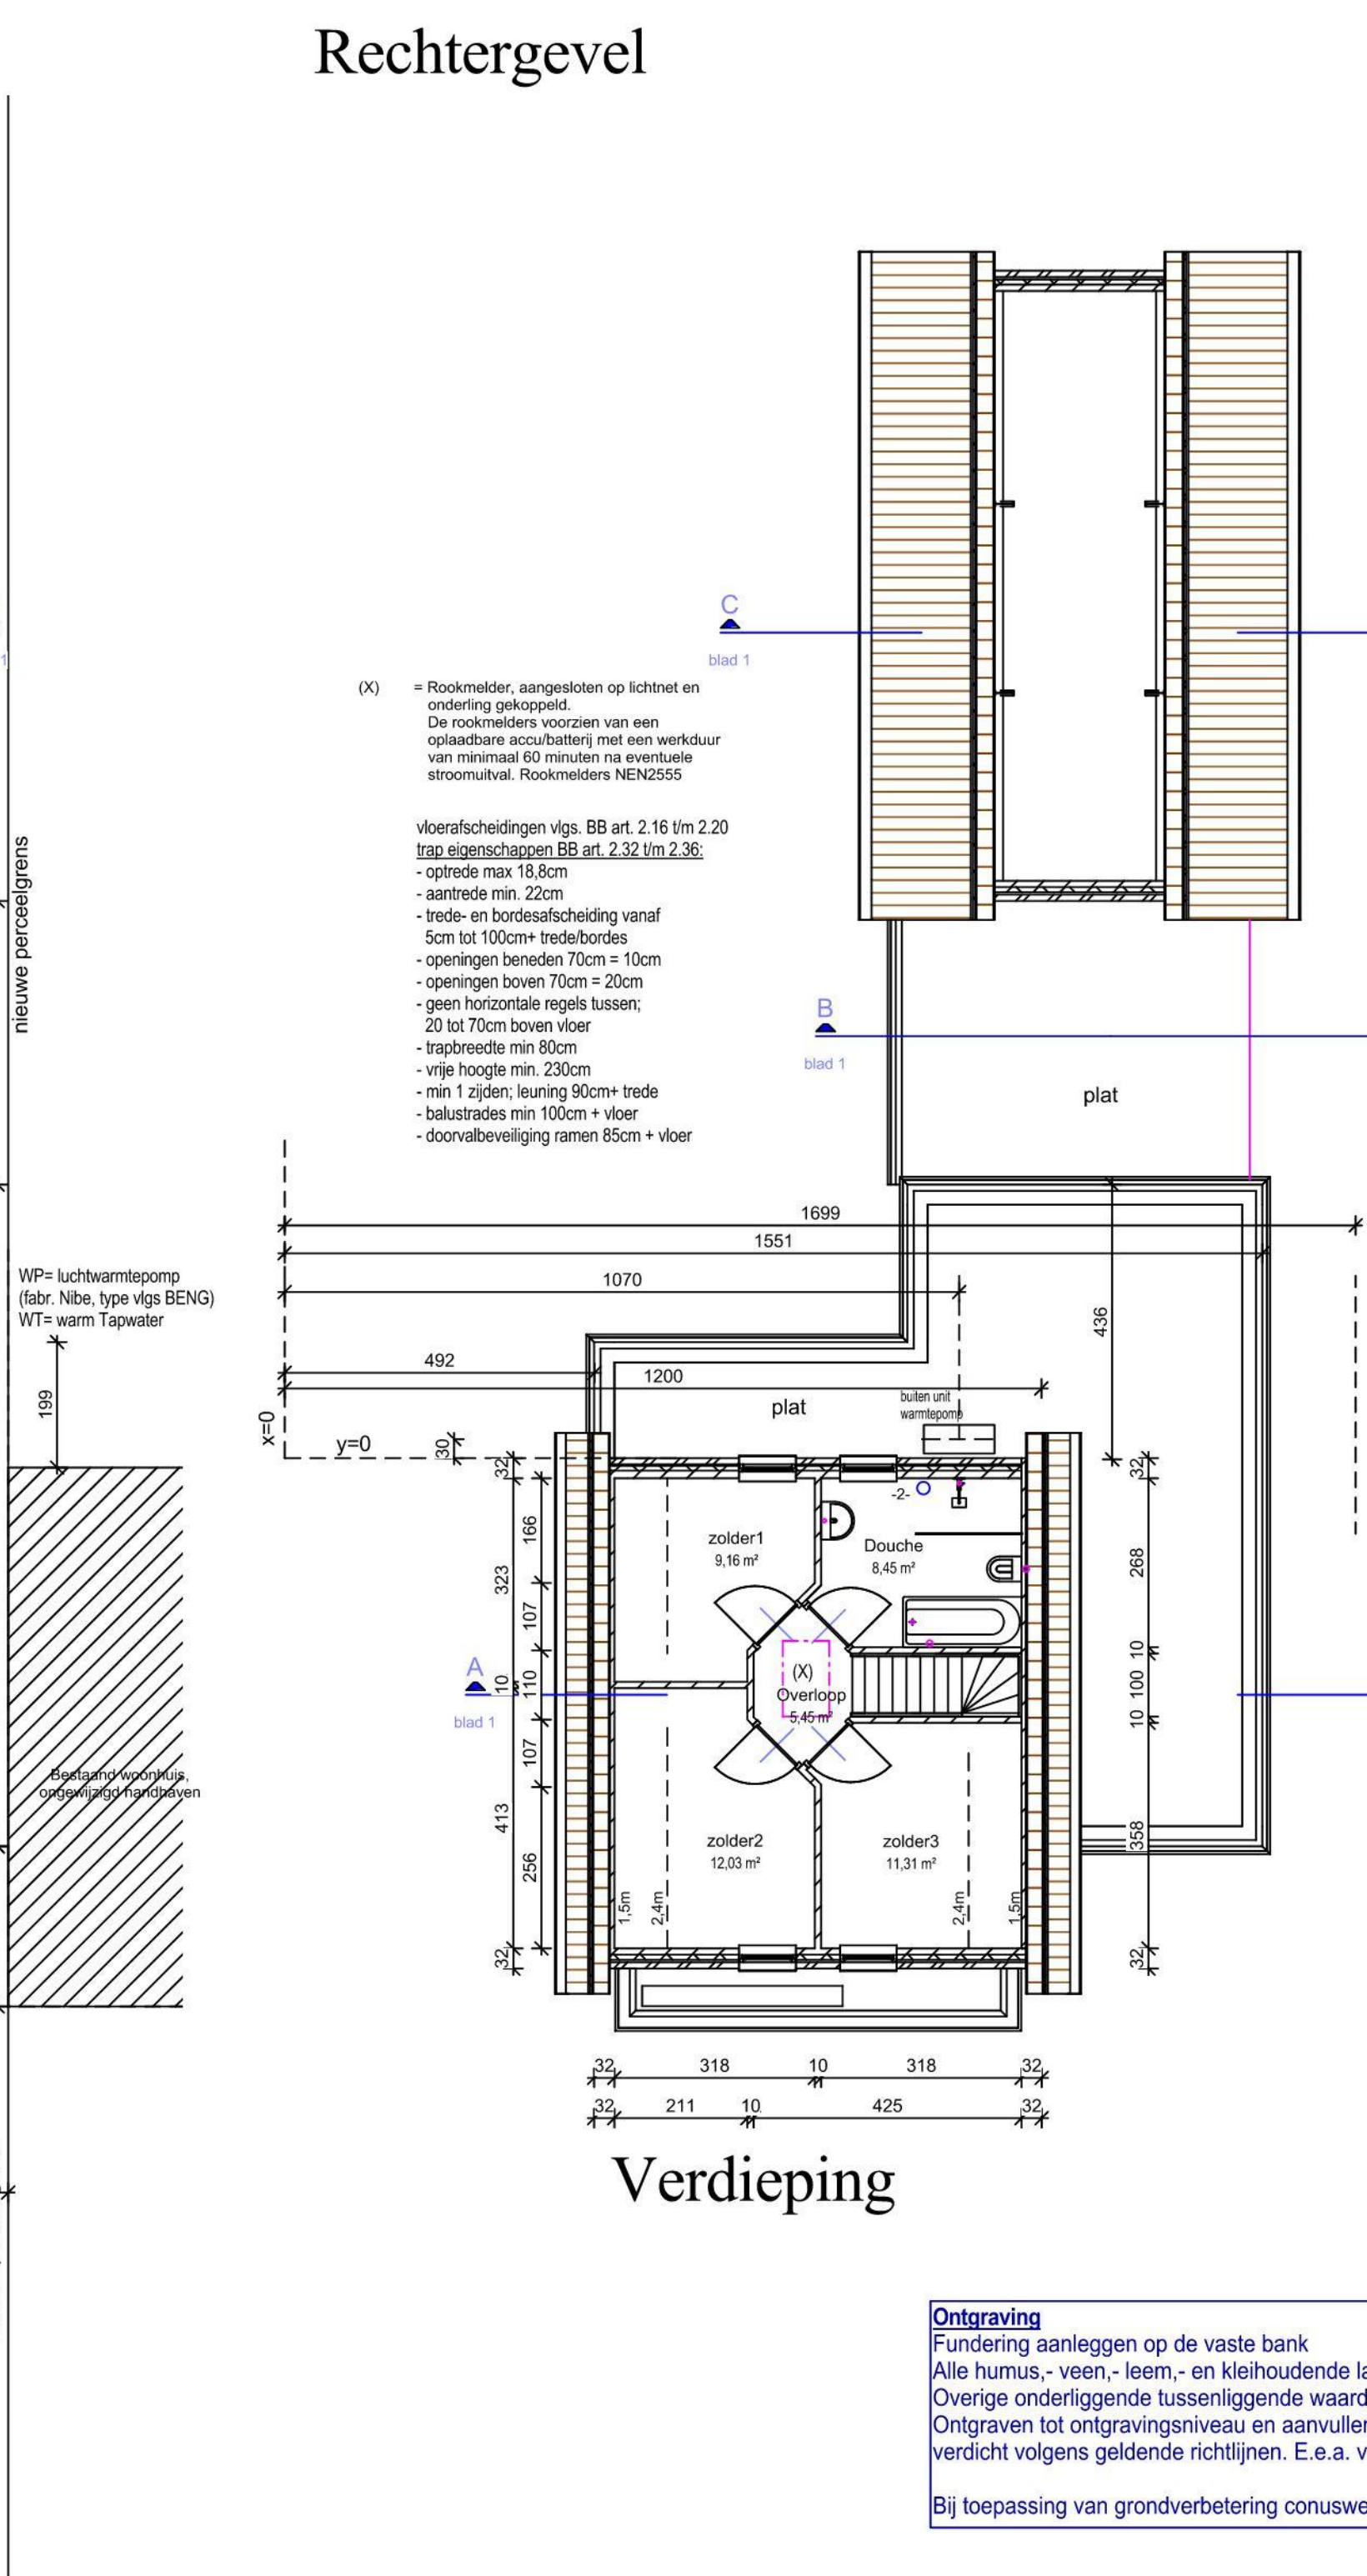 Rechtergevel
C
blad 1
1
(X) = Rookmelder, aangesloten op lichtnet en
onderling gekoppeld.
De rookmelders voorzien van een
oplaadbare accu/batterij met een werkduur
van minimaal 60 minuten na eventuele
stroomuitval. Rookmelders NEN2555
vloerafscheidingen vlgs. BB art. 2.16 t/m 2.20
trap eigenschappen BB art. 2.32 t/m 2.36:
- optrede max 18,8cm
- aantrede min. 22cm
- trede- en bordesafscheiding vanaf
5cm tot 100cm+ trede/bordes
- openingen beneden 70cm = 10cm
- openingen boven 70cm = 20cm
- geen horizontale regels tussen;
20 tot 70cm boven vloer
- trapbreedte min 80cm
- vrije hoogte min. 230cm
- min 1 zijden; leuning 90cm+ trede
- balustrades min 100cm + vloer
- doorvalbeveiliging ramen 85cm + vloer
nieuwe perceelgrens
B
blad 1
plat
1699
1551
1070
436
492
1200
WP= luchtwarmtepomp
(fabr. Nibe, type vlgs BENG)
WT= warm Tapwater
199
x=0
y=0
30
plat
buiten unit
warmtepomp
32
166
323
107
10
110
107
413
256
32
32
268
10
100
10
358
32
-2-
zolder1
9,16 m²
Douche
8,45 m²
A
blad 1
(X)
Overloop
5,45 m²
Bestaand woonhuis,
ongewijzigd handhaven
zolder2
12,03 m²
zolder3
11,31 m²
1,5m
2,4m
2,4m
1,5m
32 318 10 318 32
32 211 10 425 32
Verdieping
Ontgraving
Fundering aanleggen op de vaste bank
Alle humus,- veen,- leem,- en kleihoudende la
Overige onderliggende tussenliggende waard
Ontgraven tot ontgravingsniveau en aanvuller
verdicht volgens geldende richtlijnen. E.e.a. v
Bij toepassing van grondverbetering conuswe